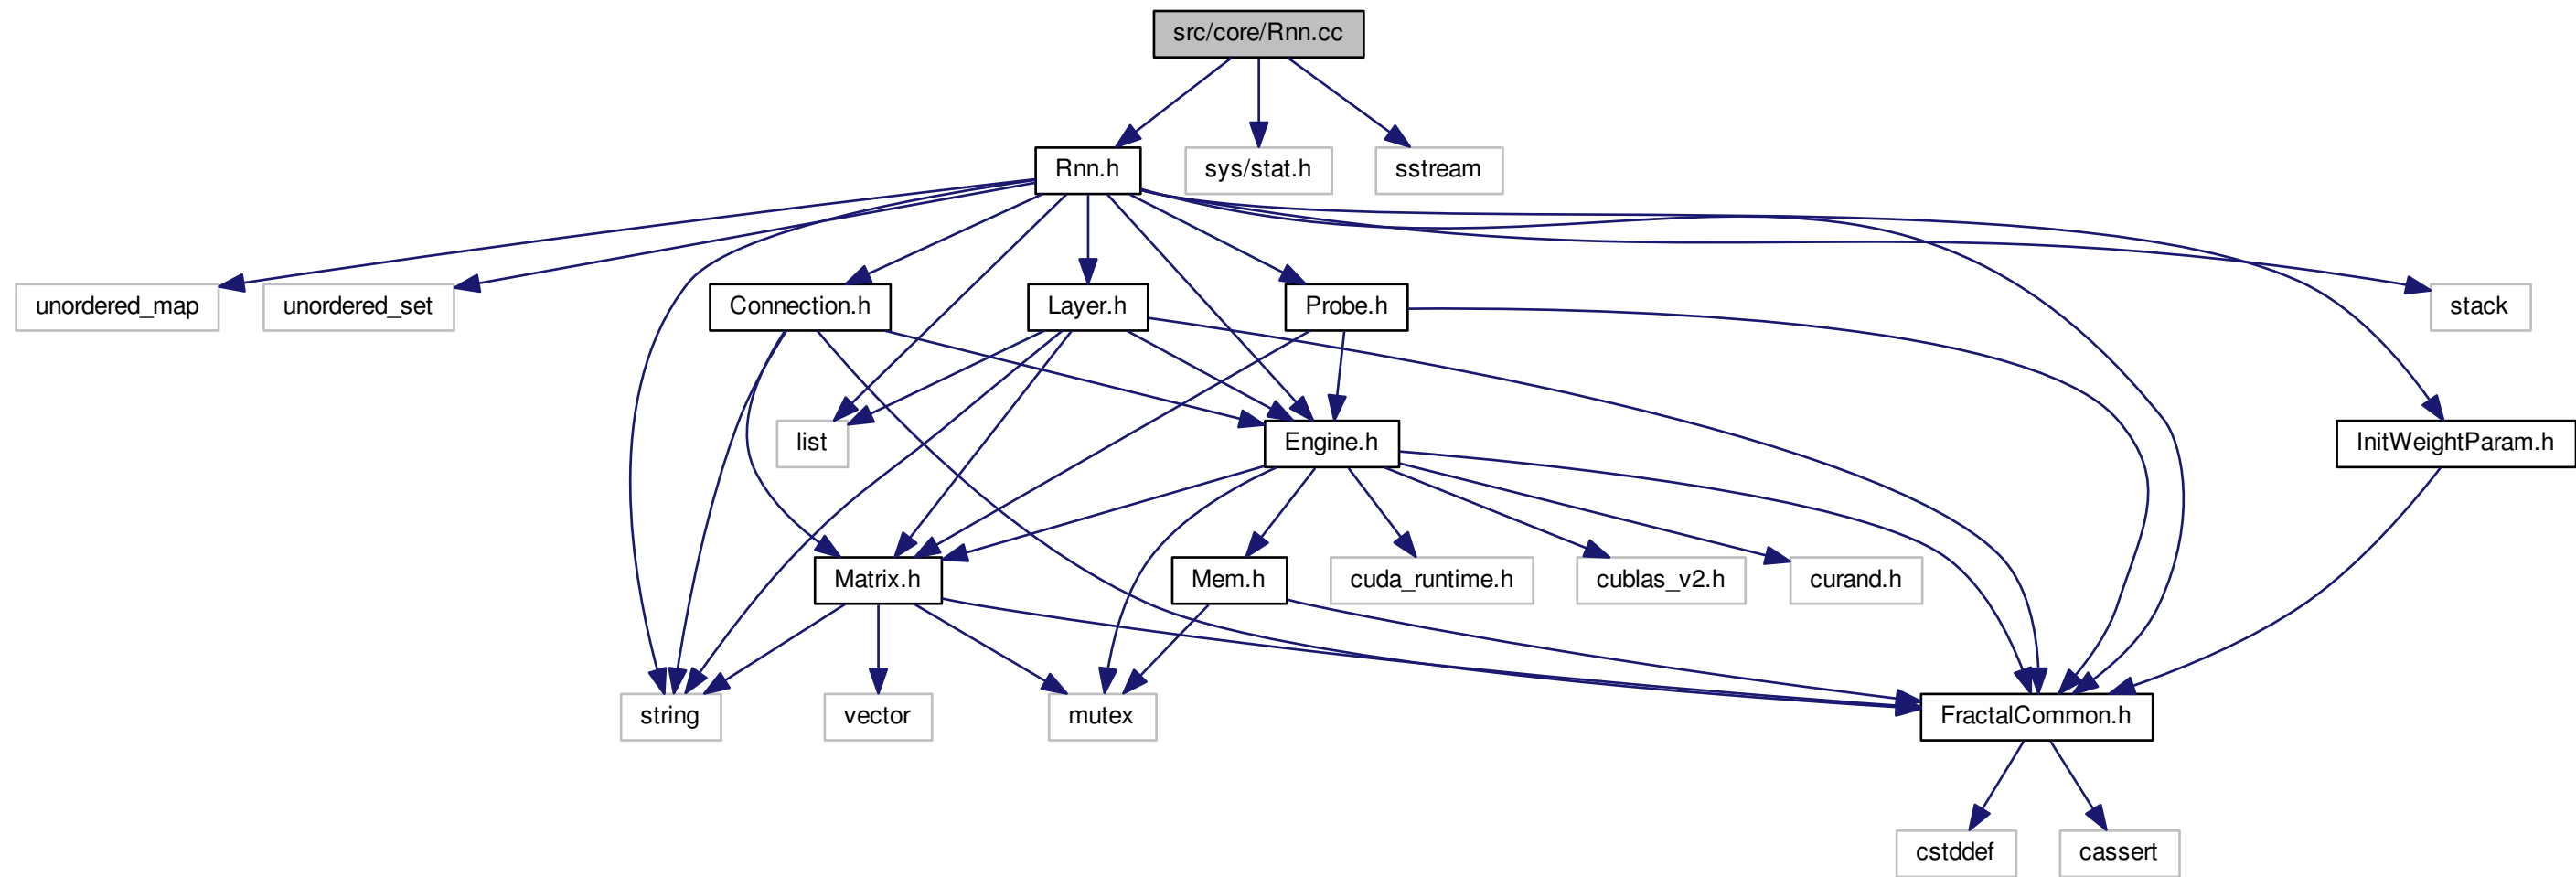 src/core/Rnn.cc
Rnn.h
sys/stat.h
sstream
unordered_map
unordered_set
Connection.h
Layer.h
Probe.h
stack
list
Engine.h
InitWeightParam.h
Matrix.h
Mem.h
cuda_runtime.h
cublas_v2.h
curand.h
string
vector
mutex
FractalCommon.h
cstddef
cassert